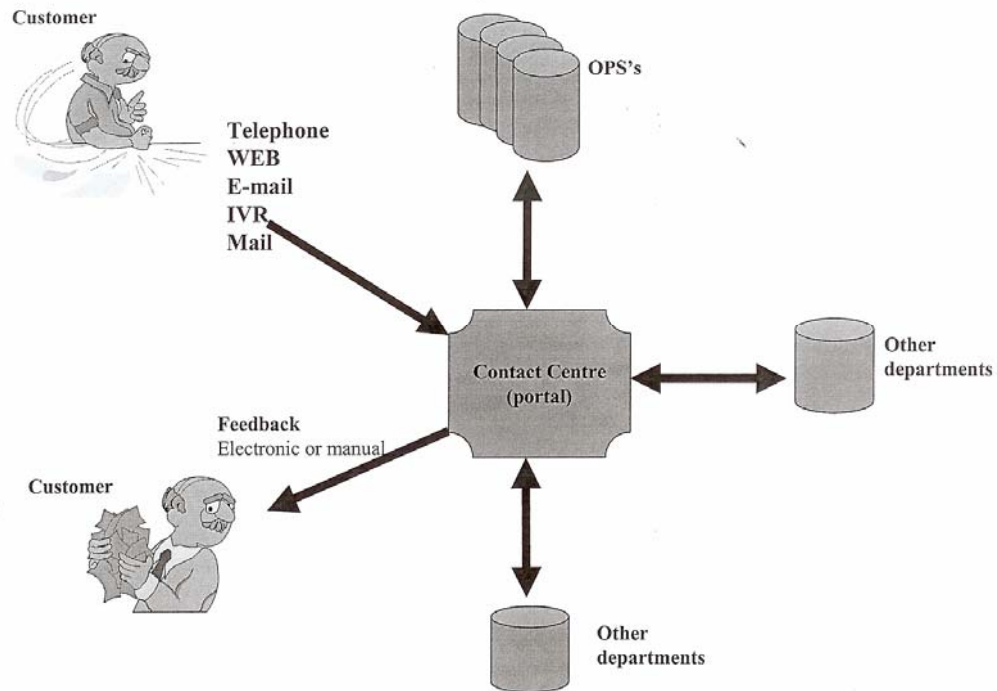 Customer
OPS's
Telephone
WEB
E-mail
IVR
Mail
Contact Centre
(portal)
Other
departments
Feedback
Electronic or manual
Customer
Other
departments